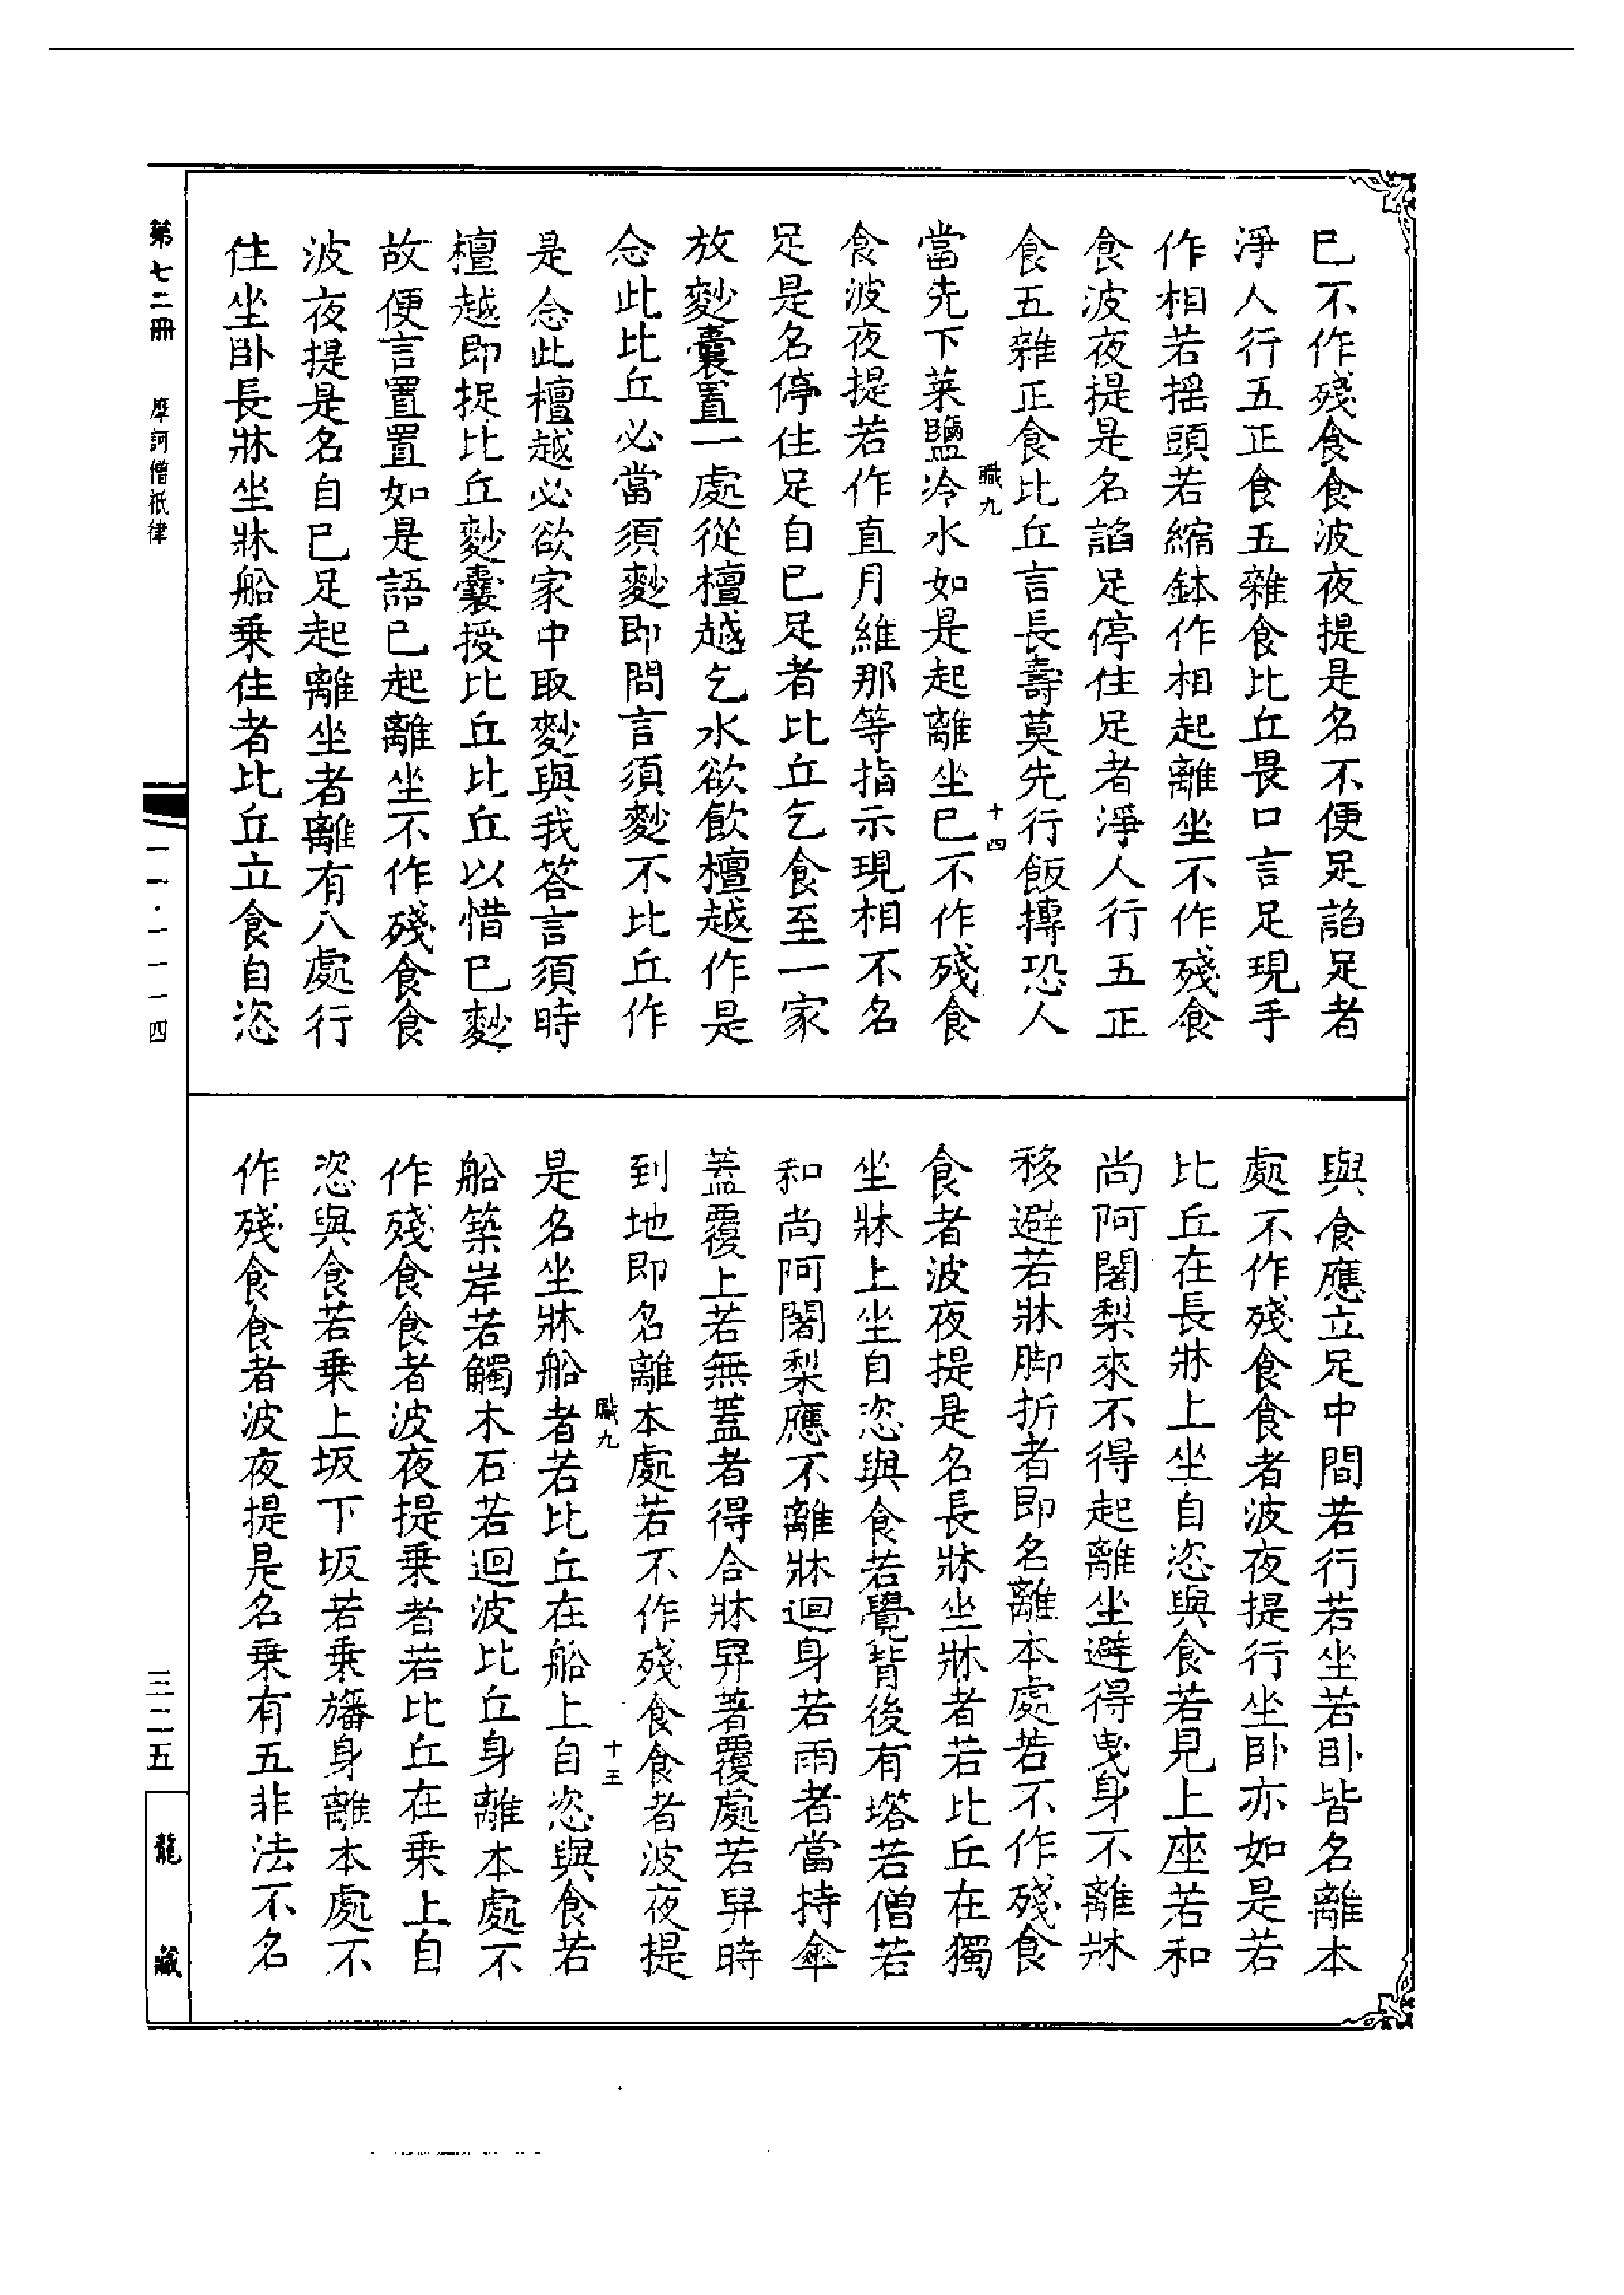 已不作殘食食波夜提是名不便足諂足者
淨人行五正食五雜食比丘畏口言足現手
作相若搖頭若縮鉢作相起離坐不作殘食
食波夜提是名諂足停住足者淨人行五正
食五雜正食比丘言長壽莫先行飯摶恐人
職九
十四
當先下菜鹽冷水如是起離坐已不作殘食
食波夜提若作直月維那等指示現相不名
足是名停住足自已足者比丘乞食至一家
放麨囊置一處從檀越乞水欲飲檀越作是
念此比丘必當須麨即問言須麨不比丘作
是念此檀越必欲家中取麨與我答言須時
檀越即捉比丘麨囊授比丘比丘以惜已麨
故便言置置如是語已起離坐不作殘食食
波夜提是名自已足起離坐者離有八處行
住坐卧長牀坐牀船乗住者比丘立食自恣
與食應立足中間若行若坐若卧皆名離本
處不作殘食食者波夜提行坐卧亦如是若
比丘在長牀上坐自恣與食若見上座若和
尚阿闍梨來不得起離坐避得曳身不離牀
移避若牀脚折者即名離本處若不作殘食
食者波夜提是名長牀坐牀者若比丘在獨
坐牀上坐自恣與食若覺背後有塔若僧若
和尚阿闍梨應不離牀迴身若雨者當持傘
蓋覆上若無蓋者得合牀舁著覆處若舁時
到地即名離本處若不作殘食食者波夜提
職九
十五
是名坐牀船者若比丘在船上自恣與食若
船築岸若觸木石若迴波比丘身離本處不
作殘食食者波夜提乗者若比丘在乗上自
恣與食若乗上坂下坂若乗旛身離本處不
作殘食食者波夜提是名乗有五非法不名
第七二冊
摩訶僧祇律
一一·一一一四
三二五
龍藏